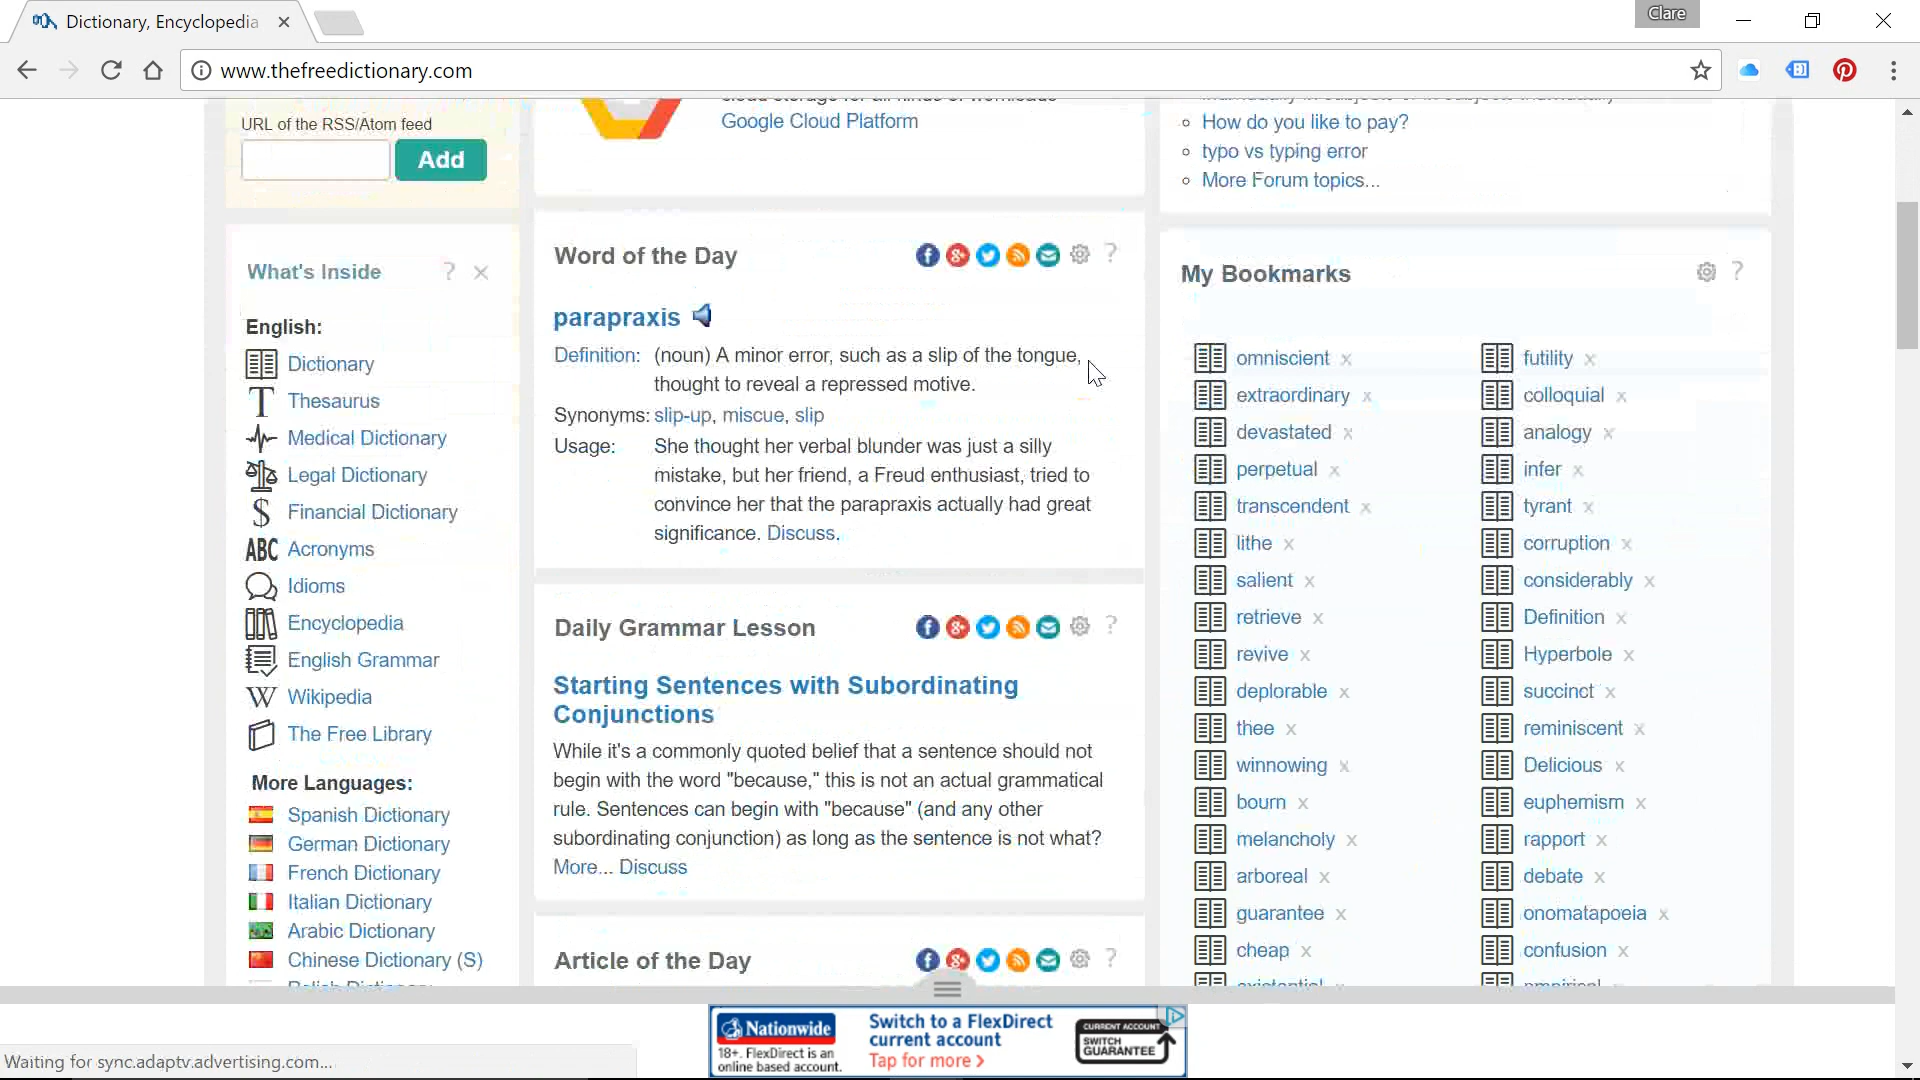 Dictionary, Encyclopedia
Clare
www.thefreedictionary.com
URL of the RSS/Atom feed
Add
What's Inside
English:
Dictionary
Thesaurus
Medical Dictionary
Legal Dictionary
Financial Dictionary
ABC Acronyms
Idioms
Encyclopedia
English Grammar
Wikipedia
The Free Library
More Languages:
Spanish Dictionary
German Dictionary
French Dictionary
Italian Dictionary
Arabic Dictionary
Chinese Dictionary (S)
Google Cloud Platform
Word of the Day
parapraxis
Definition: (noun) A minor error, such as a slip of the tongue,
thought to reveal a repressed motive.
Synonyms: slip-up, miscue, slip
Usage: She thought her verbal blunder was just a silly
mistake, but her friend, a Freud enthusiast, tried to
convince her that the parapraxis actually had great
significance. Discuss.
Daily Grammar Lesson
Starting Sentences with Subordinating
Conjunctions
While it's a commonly quoted belief that a sentence should not
begin with the word "because," this is not an actual grammatical
rule. Sentences can begin with "because" (and any other
subordinating conjunction) as long as the sentence is not what?
More... Discuss
Article of the Day
How do you like to pay?
typo vs typing error
More Forum topics...
My Bookmarks
omniscient x futility x
extraordinary x colloquial x
devastated x analogy x
perpetual x infer x
transcendent x tyrant x
lithe x corruption x
salient x considerably x
retrieve x Definition x
revive x Hyperbole x
deplorable x succinct x
thee x reminiscent x
winnowing x Delicious x
bourn x euphemism x
melancholy x rapport x
arboreal x debate x
guarantee x onomatapoeia x
cheap x confusion x
Nationwide
18+. FlexDirect is an
online based account.
Switch to a FlexDirect
current account
Tap for more >
CURRENT ACCOUNT
SWITCH
GUARANTEE
Waiting for sync.adaptv.advertising.com...